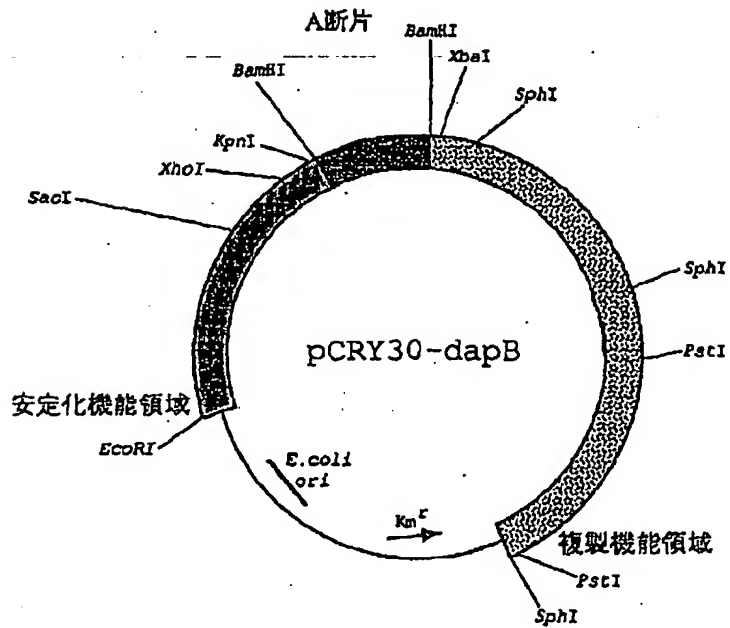 A断片
BamHI
XbaI
BamHI
SphI
KpnI
XhoI
SacI
SphI
pCRY30-dapB
PstI
安定化機能領域
EcoRI
E.coli
ori
Kmr
複製機能領域
PstI
SphI